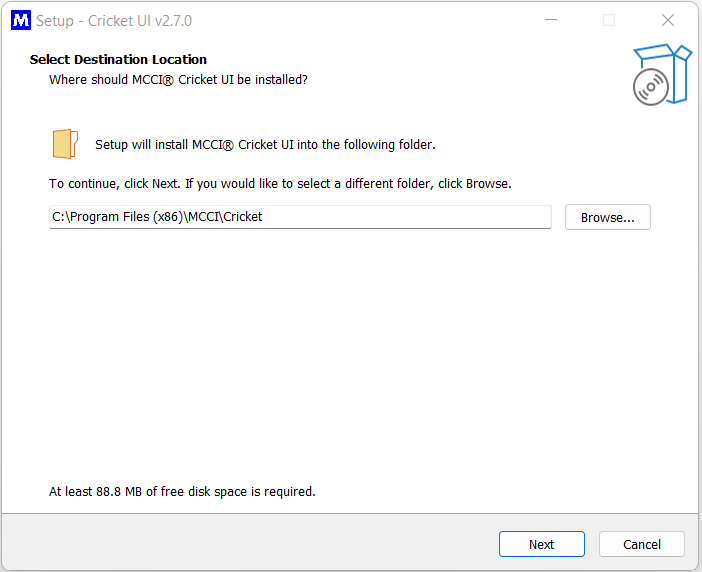 M Setup - Cricket UI v2.7.0
Select Destination Location
Where should MCCI® Cricket UI be installed?
Setup will install MCCI® Cricket UI into the following folder.
To continue, click Next. If you would like to select a different folder, click Browse.
C:\Program Files (x86)\MCCI\Cricket
Browse...
At least 88.8 MB of free disk space is required.
Next
Cancel